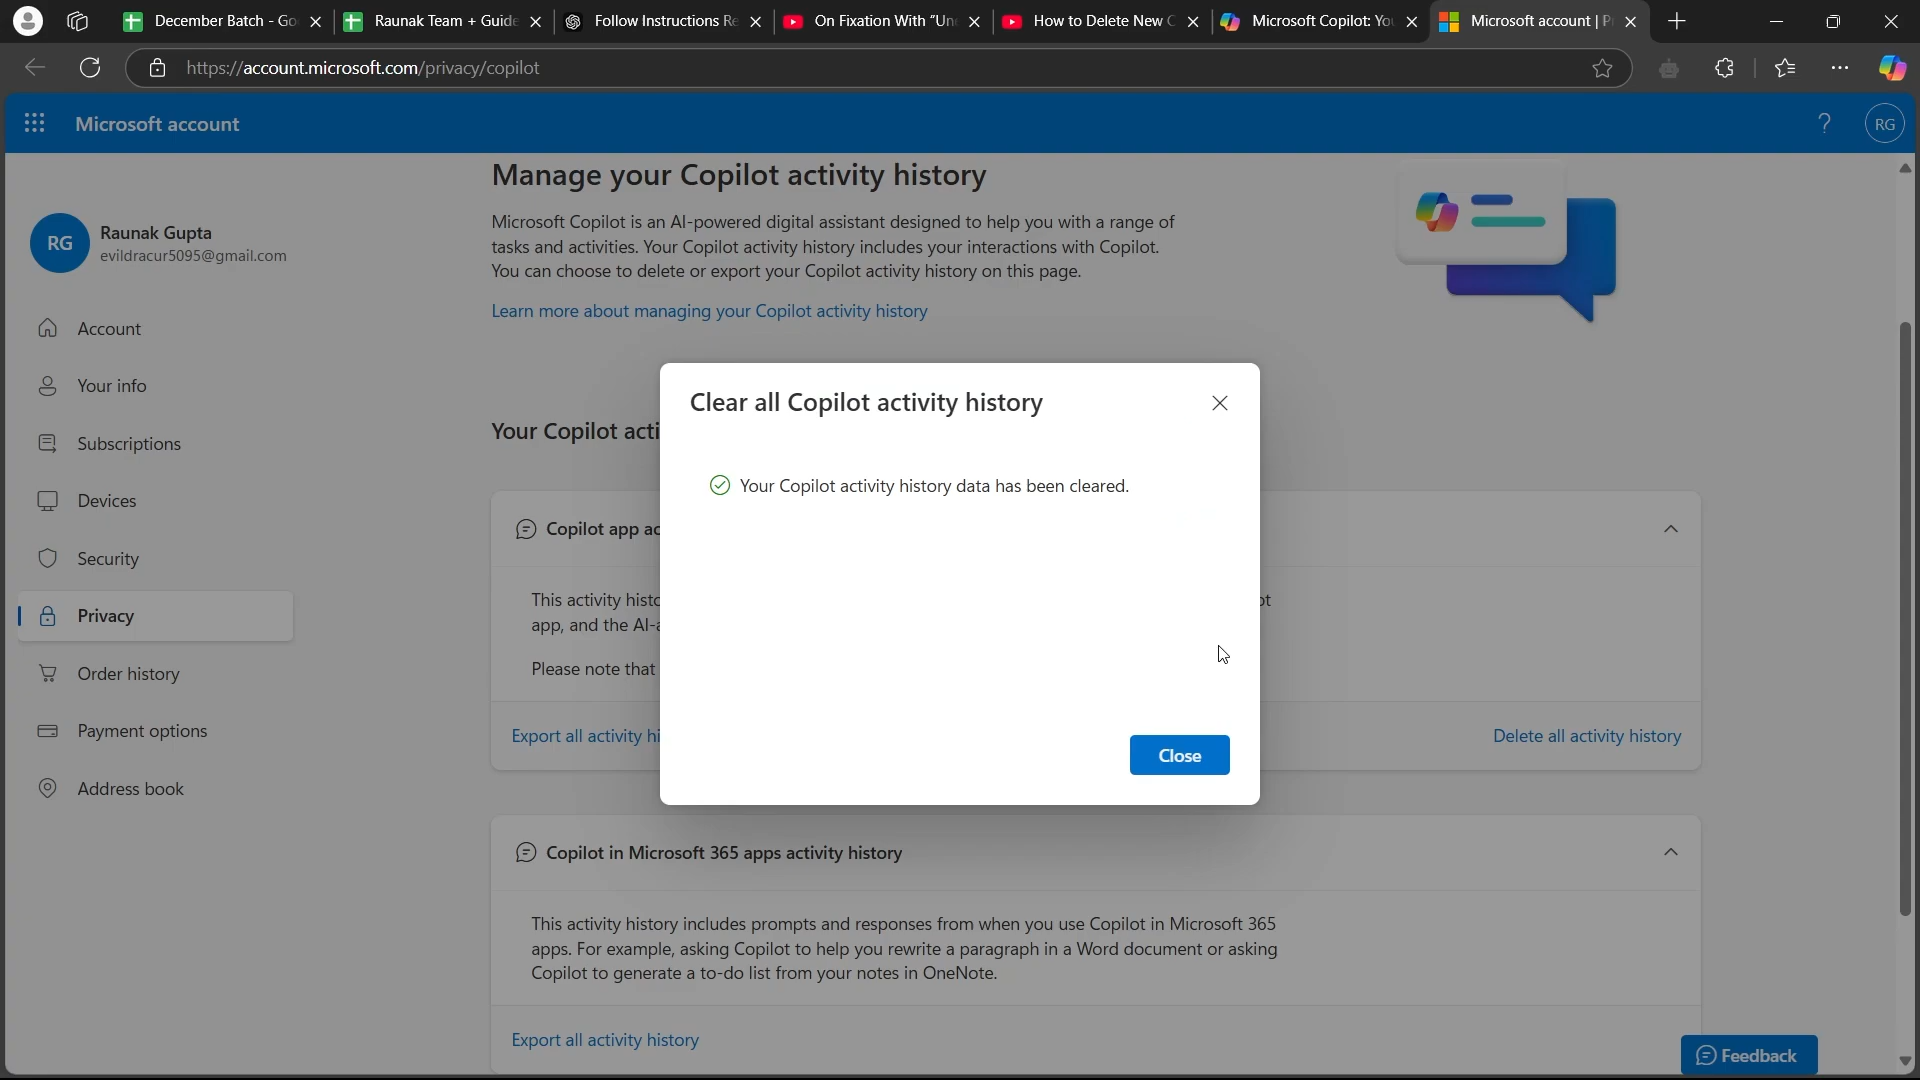 December Batch - Go
Raunak Team + Guide
Follow Instructions Re
On Fixation With "Un
How to Delete New C
Microsoft Copilot: Yo
Microsoft account | P
https://account.microsoft.com/privacy/copilot
Microsoft account
?
RG
RG
Raunak Gupta
evildracur5095@gmail.com
Account
Your info
Subscriptions
Devices
Security
Privacy
Order history
Payment options
Address book
Manage your Copilot activity history
Microsoft Copilot is an AI-powered digital assistant designed to help you with a range of
tasks and activities. Your Copilot activity history includes your interactions with Copilot.
You can choose to delete or export your Copilot activity history on this page.
Learn more about managing your Copilot activity history
Your Copilot acti
Clear all Copilot activity history
Your Copilot activity history data has been cleared.
Close
Copilot app ac
This activity histo
app, and the AI-a
Please note that
Export all activity hi
Delete all activity history
Copilot in Microsoft 365 apps activity history
This activity history includes prompts and responses from when you use Copilot in Microsoft 365
apps. For example, asking Copilot to help you rewrite a paragraph in a Word document or asking
Copilot to generate a to-do list from your notes in OneNote.
Export all activity history
Feedback